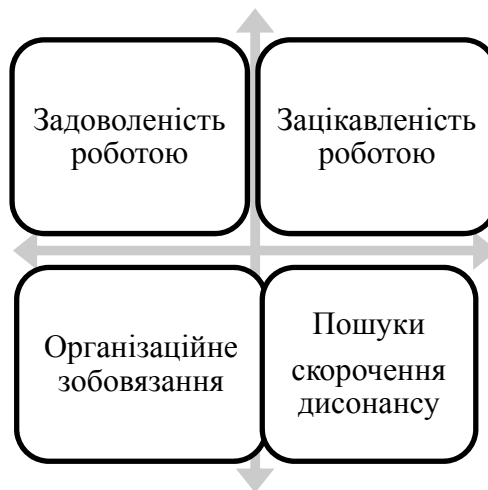 Задоволеність
роботою
Зацікавленість
роботою
Організаційне
зобовязання
Пошуки
скорочення
дисонансу